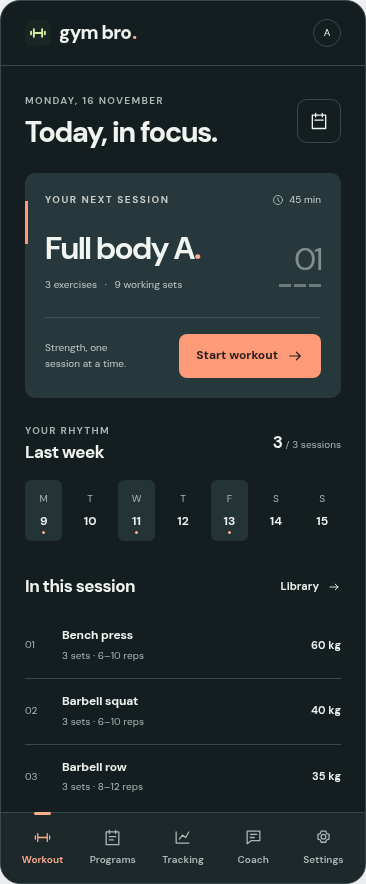 gym bro.
A
MONDAY, 16 NOVEMBER
Today, in focus.
YOUR NEXT SESSION
45 min
Full body A.
01
3 exercises · 9 working sets
Strength, one
session at a time.
Start workout →
YOUR RHYTHM
Last week
3 / 3 sessions
M T W T F S S
9 10 11 12 13 14 15
In this session
Library →
01
Bench press
3 sets · 6–10 reps
60 kg
02
Barbell squat
3 sets · 6–10 reps
40 kg
03
Barbell row
3 sets · 8–12 reps
35 kg
Workout Programs Tracking Coach Settings